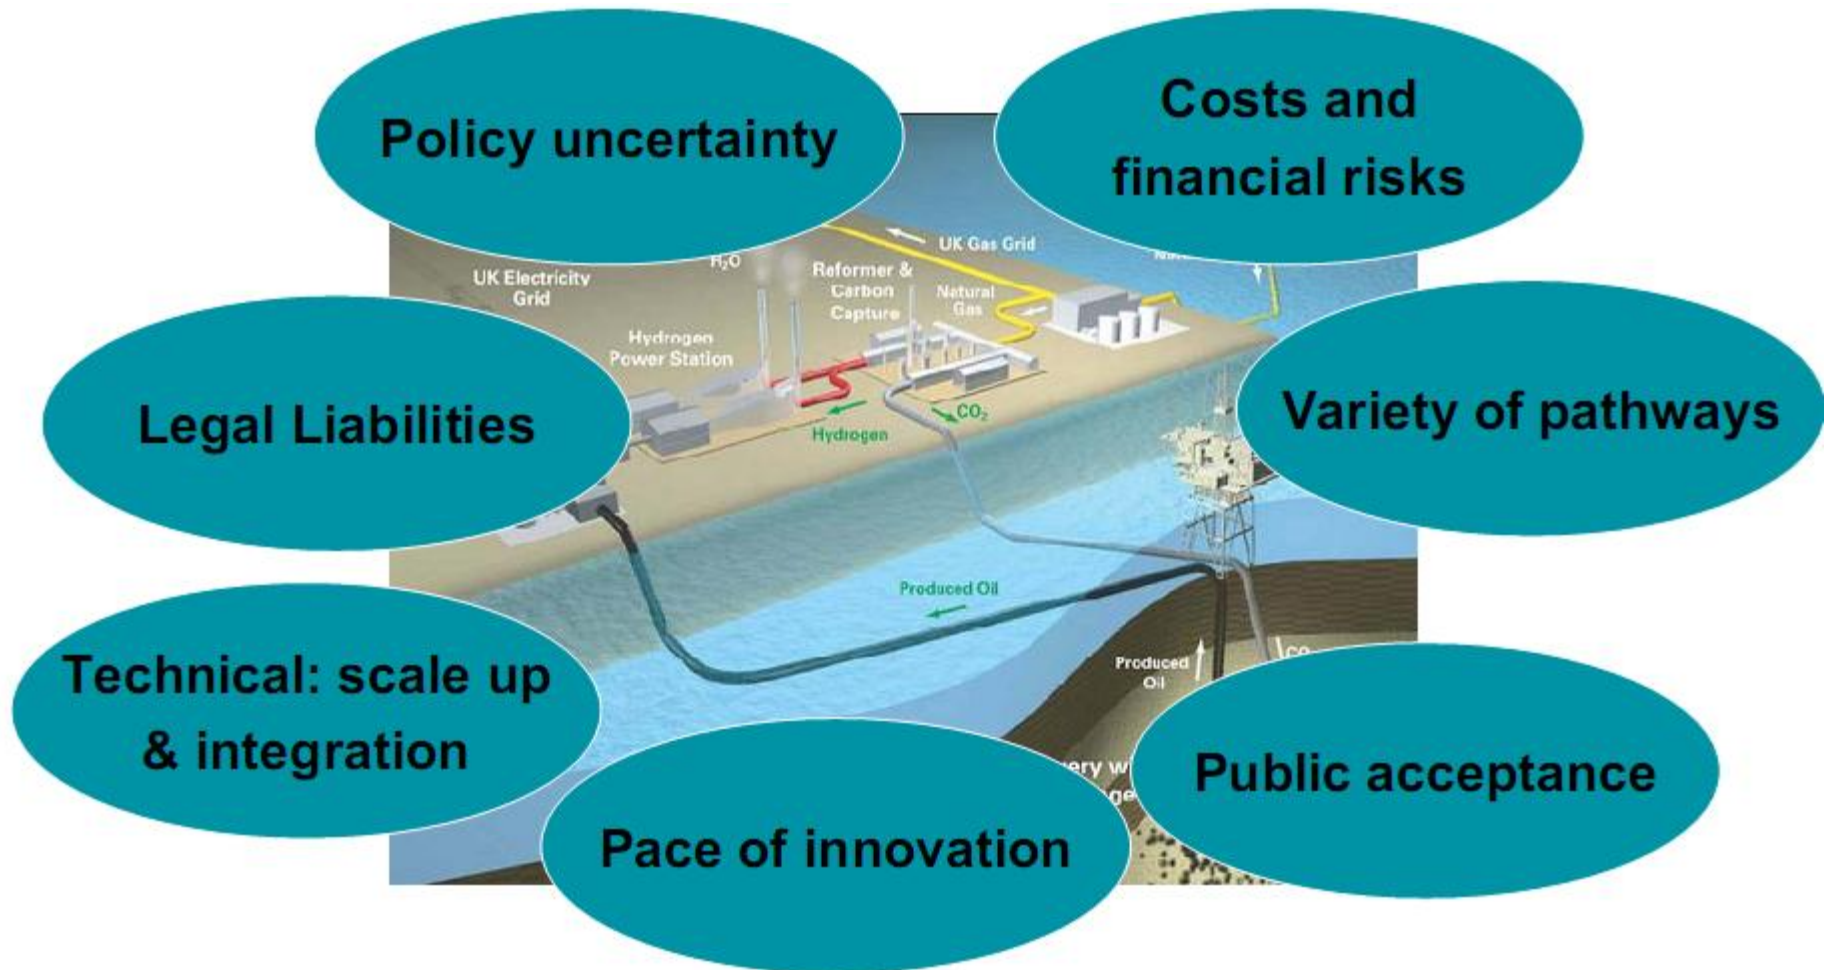 Policy uncertainty
Costs and
financial risks
UK Gas Grid
H₂O
UK Electricity
Grid
Reformer &
Carbon
Capture
Natural
Gas
Hydrogen
Power Station
Legal Liabilities
Variety of pathways
CO₂
Hydrogen
Produced Oil
Technical: scale up
& integration
Produced
Oil
Public acceptance
Pace of innovation